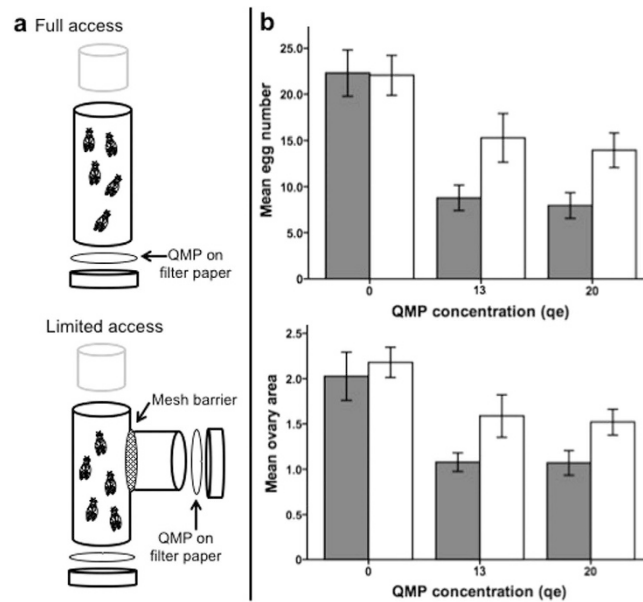 a
Full access
QMP on
filter paper
Limited access
Mesh barrier
QMP on
filter paper
b
Mean egg number
25.0
20.0
15.0
10.0
5.0
.0
0
13
20
QMP concentration (qe)
Mean ovary area
2.5
2.0
1.5
1.0
.5
.0
0
13
20
QMP concentration (qe)